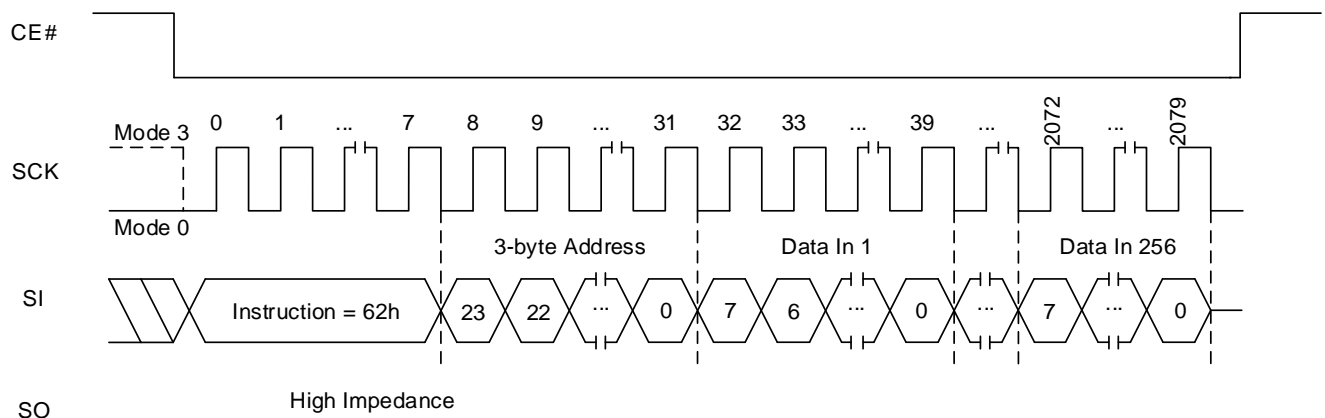 CE#
Mode 3 0 1 ... 7 8 9 ... 31 32 33 ... 39 ... 2072 ... 2079
SCK
Mode 0
3-byte Address Data In 1 Data In 256
SI Instruction = 62h 23 22 ... 0 7 6 ... 0 ... 7 ... 0
High Impedance
SO